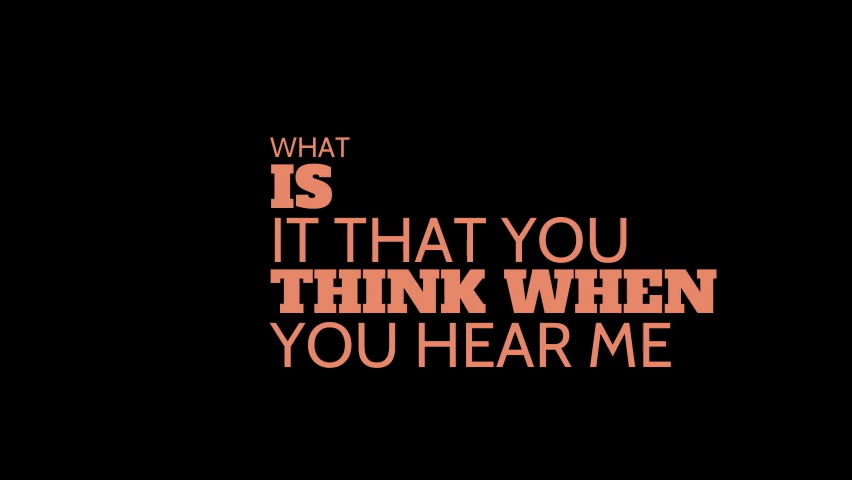 WHAT
IS
IT THAT YOU
THINK WHEN
YOU HEAR ME